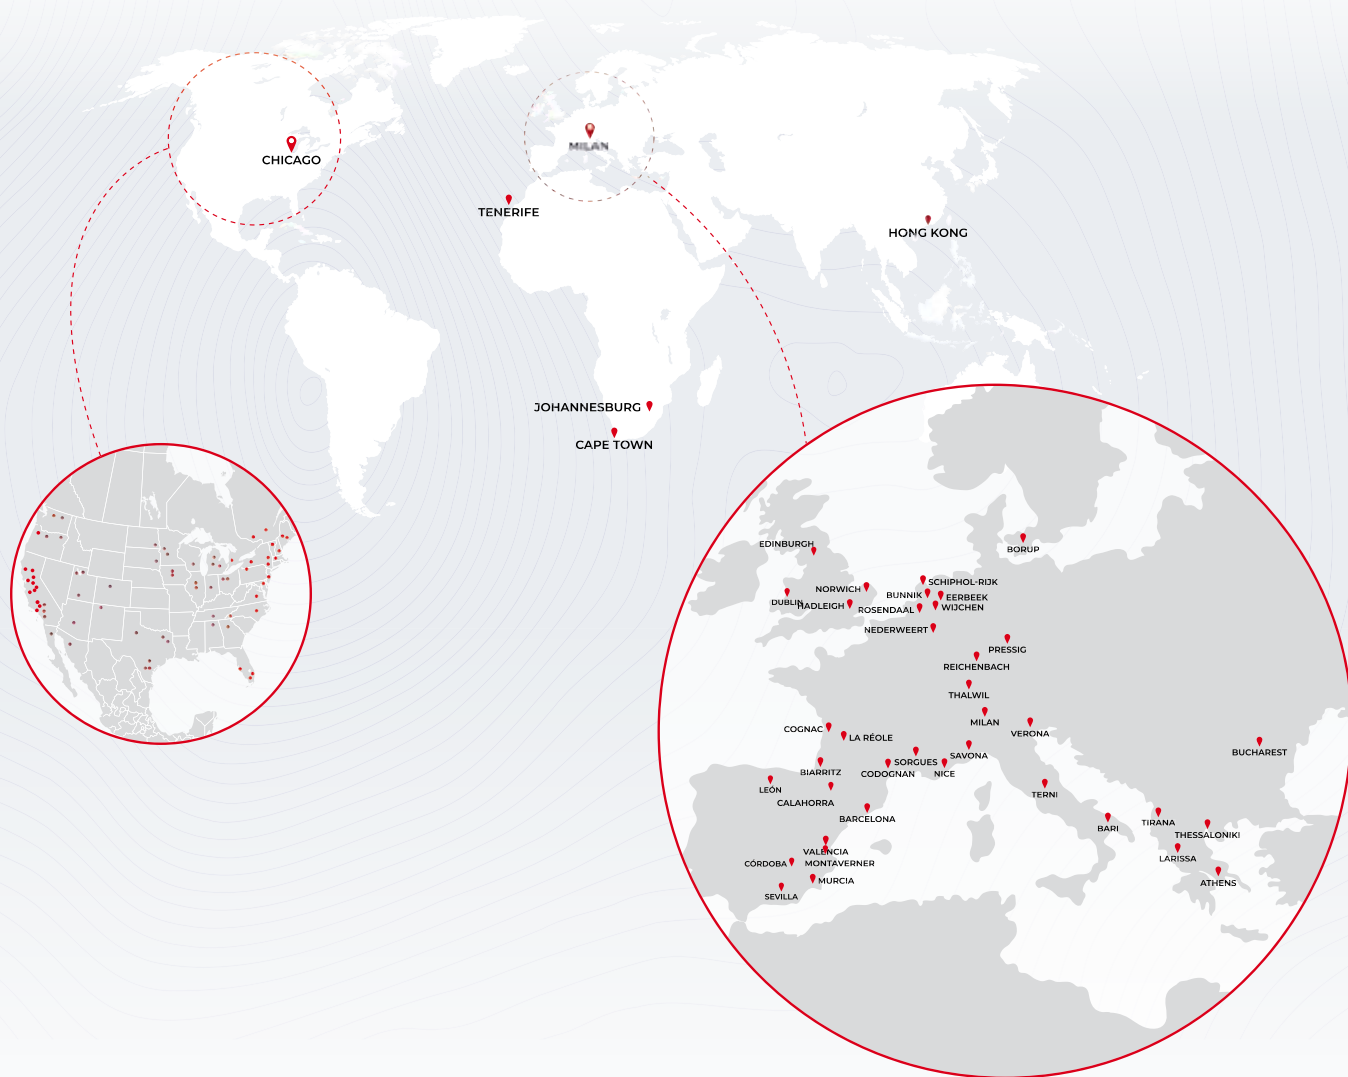 CHICAGO
MILAN
TENERIFE
HONG KONG
JOHANNESBURG
CAPE TOWN
EDINBURGH
BORUP
DUBLIN
NORWICH
HADLEIGH
SCHIPHOL-RIJK
BUNNIK
EERBEEK
ROSENDAAL
WIJCHEN
NEDERWEERT
PRESSIG
REICHENBACH
THALWIL
MILAN
VERONA
COGNAC
LA RÉOLE
SAVONA
SORGUES
BUCHAREST
BIARRITZ
CODOGNAN
NICE
LEÓN
CALAHORRA
TERNI
BARCELONA
BARI
TIRANA
THESSALONIKI
VALENCIA
LARISSA
CÓRDOBA
MONTAVERNER
MURCIA
ATHENS
SEVILLA